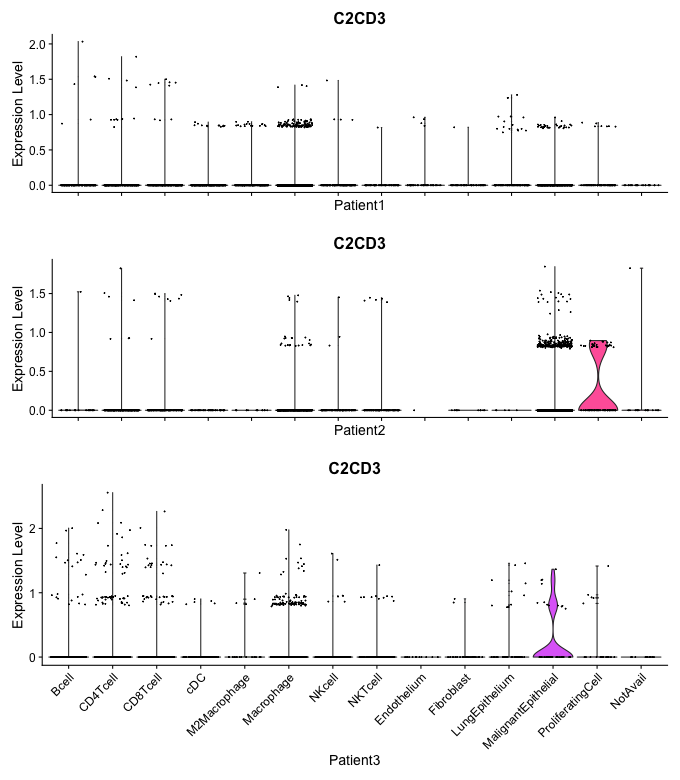 C2CD3
Expression Level
2.0
1.5
1.0
0.5
0.0
Patient1
C2CD3
Expression Level
1.5
1.0
0.5
0.0
Patient2
C2CD3
Expression Level
2
1
0
Bcell
CD4Tcell
CD8Tcell
cDC
M2Macrophage
Macrophage
NKcell
NKTcell
Endothelium
Fibroblast
LungEpithelium
MalignantEpithelial
ProliferatingCell
NotAvail
Patient3